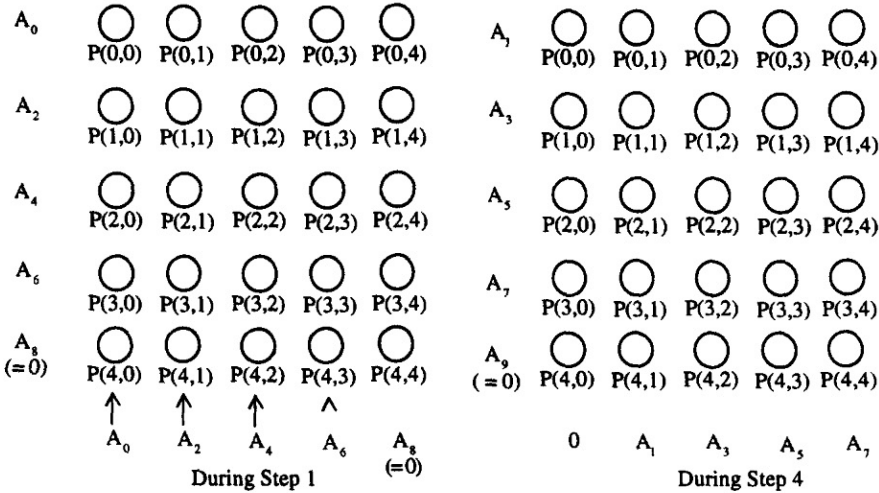 A₀
P(0,0) P(0,1) P(0,2) P(0,3) P(0,4)
A₂
P(1,0) P(1,1) P(1,2) P(1,3) P(1,4)
A₄
P(2,0) P(2,1) P(2,2) P(2,3) P(2,4)
A₆
P(3,0) P(3,1) P(3,2) P(3,3) P(3,4)
A₈
(=0)
P(4,0) P(4,1) P(4,2) P(4,3) P(4,4)
A₀ A₂ A₄ A₆ A₈
(=0)
During Step 1
A₁
P(0,0) P(0,1) P(0,2) P(0,3) P(0,4)
A₃
P(1,0) P(1,1) P(1,2) P(1,3) P(1,4)
A₅
P(2,0) P(2,1) P(2,2) P(2,3) P(2,4)
A₇
P(3,0) P(3,1) P(3,2) P(3,3) P(3,4)
A₉
(=0)
P(4,0) P(4,1) P(4,2) P(4,3) P(4,4)
0 A₁ A₃ A₅ A₇
During Step 4